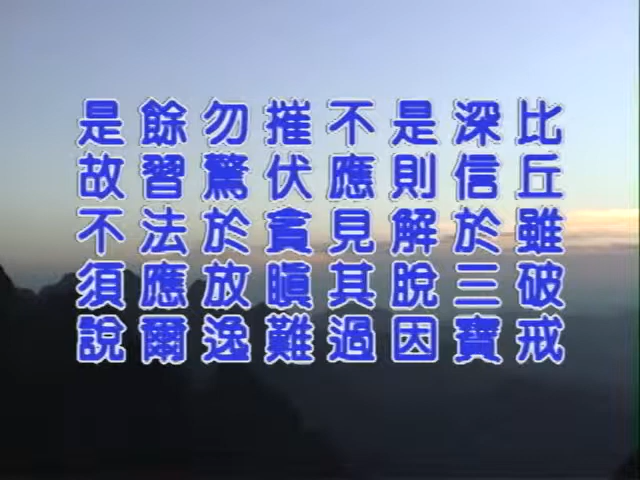 比丘雖破戒
深信於三寶
是則解脫因
不應見其過
摧伏賓瞋難
勿驚於放逸
餘習法應爾
是故不須說